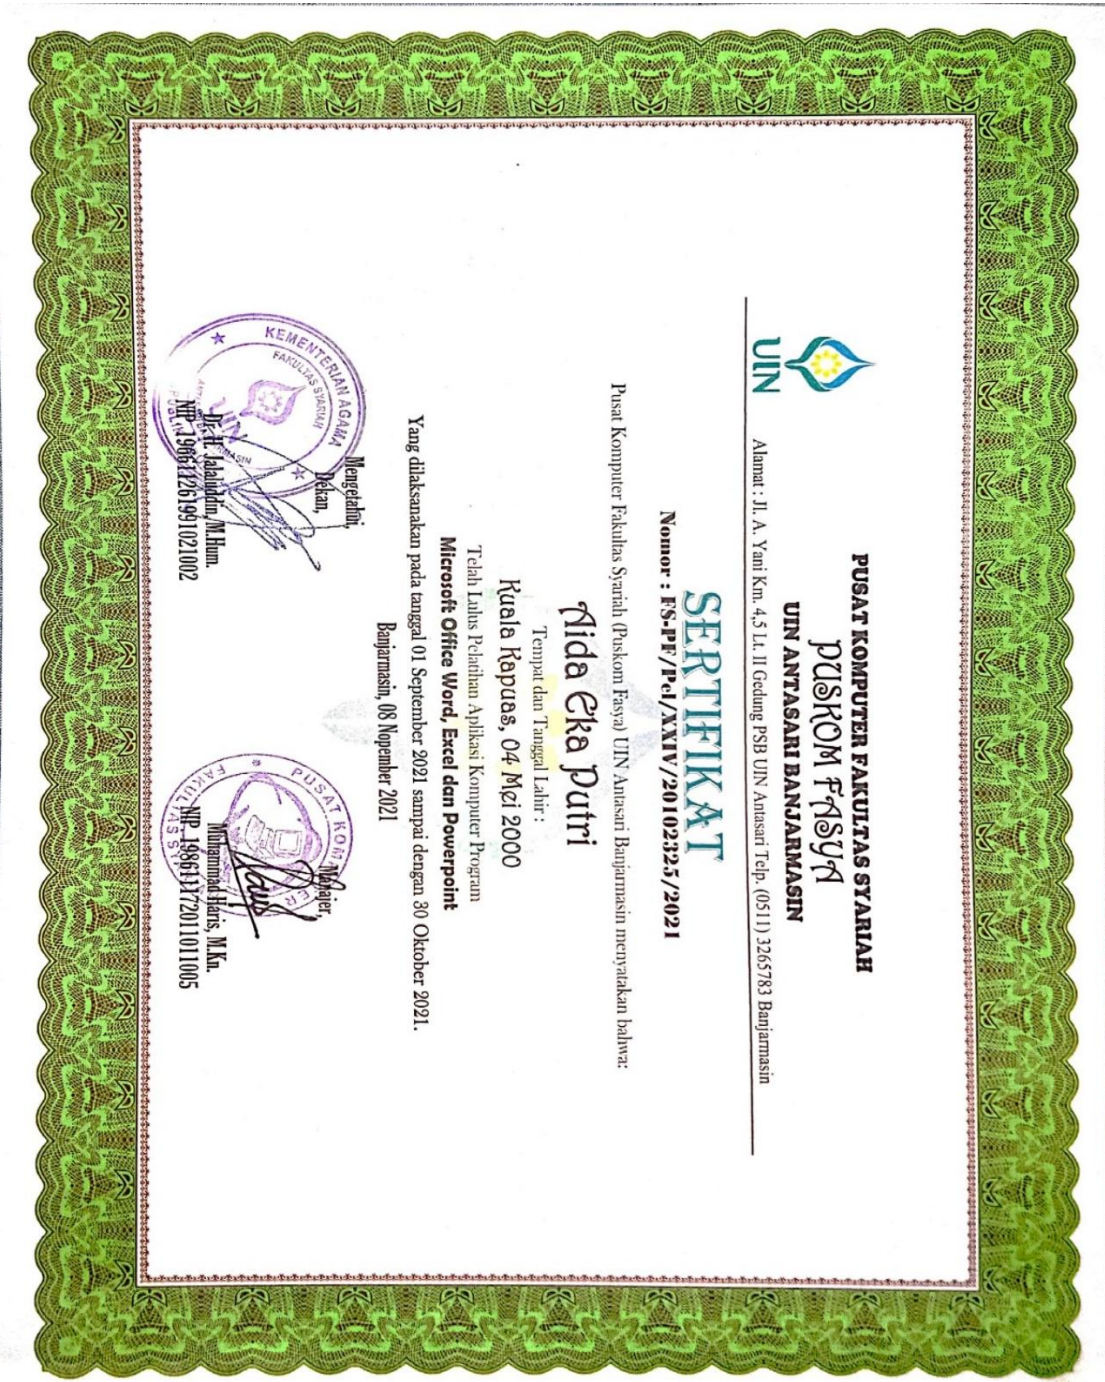 PUSAT KOMPUTER FAKULTAS SYARIAH
PUSKOM FASYA
UIN ANTASARI BANJARMASIN
UIN
Alamat : Jl. A. Yani Km. 4,5 Lt. II Gedung PSB UIN Antasari Telp. (0511) 3265783 Banjarmasin
SERTIFIKAT
Nomor : FS-PF/Pel/XXIV/20102325/2021
Pusat Komputer Fakultas Syariah (Puskom Fasya) UIN Antasari Banjarmasin menyatakan bahwa:
Aida Eka Putri
Tempat dan Tanggal Lahir :
Kuala Kapuas, 04 Mei 2000
Telah Lulus Pelatihan Aplikasi Komputer Program
Microsoft Office Word, Excel dan Powerpoint
Yang dilaksanakan pada tanggal 01 September 2021 sampai dengan 30 Oktober 2021.
Banjarmasin, 08 Nopember 2021
Mengetahui,
Dekan,
KEMENTERIAN AGAMA
FAKULTAS SYARIAH
UIN
Dr. H. Jalaluddin, M.Hum.
NIP. 196611261991021002
Manajer,
PUSAT KOMPUTER
Muhammad Haris, M.Kn.
NIP. 198611172011011005